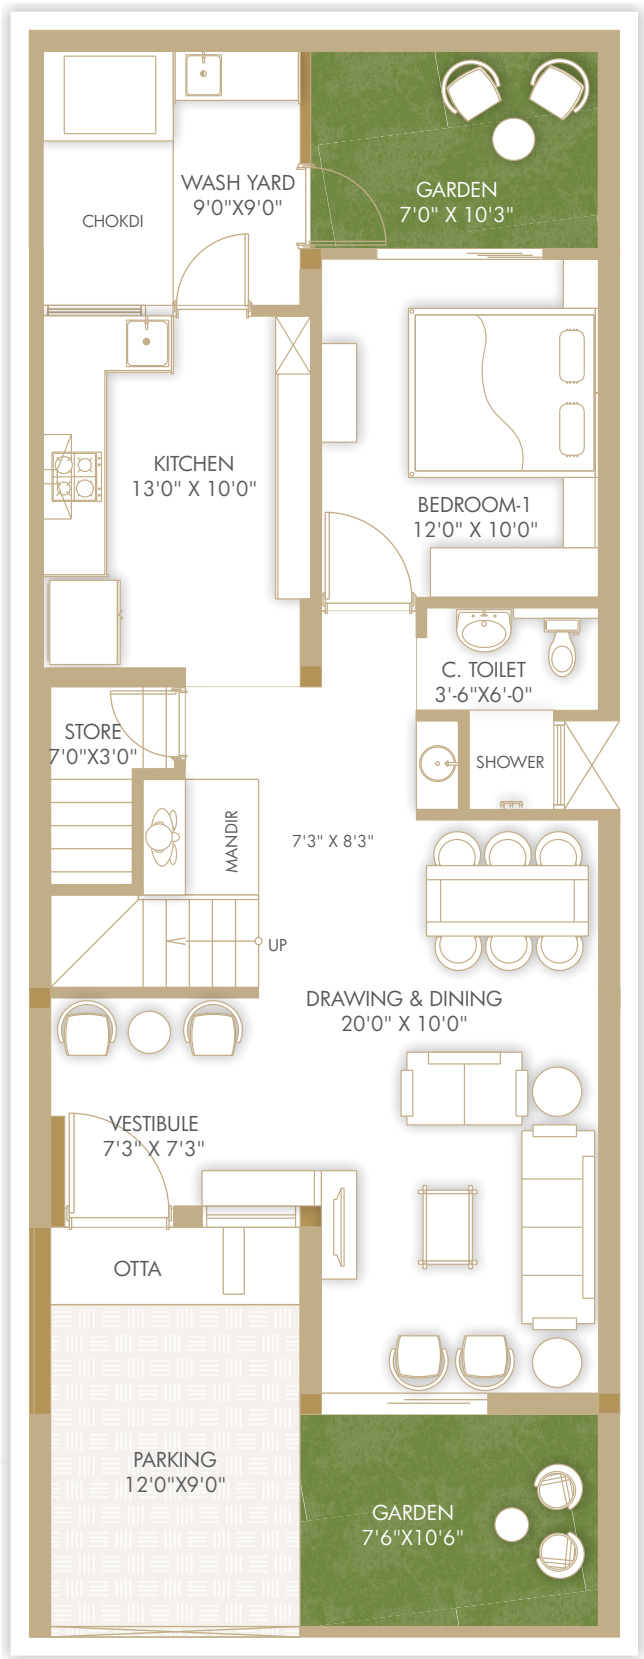 WASH YARD
9'0"X9'0"
CHOKDI
GARDEN
7'0" X 10'3"
KITCHEN
13'0" X 10'0"
BEDROOM-1
12'0" X 10'0"
C. TOILET
3'-6"X6'-0"
STORE
7'0"X3'0"
SHOWER
MANDIR
7'3" X 8'3"
UP
DRAWING & DINING
20'0" X 10'0"
VESTIBULE
7'3" X 7'3"
OTTA
PARKING
12'0"X9'0"
GARDEN
7'6"X10'6"